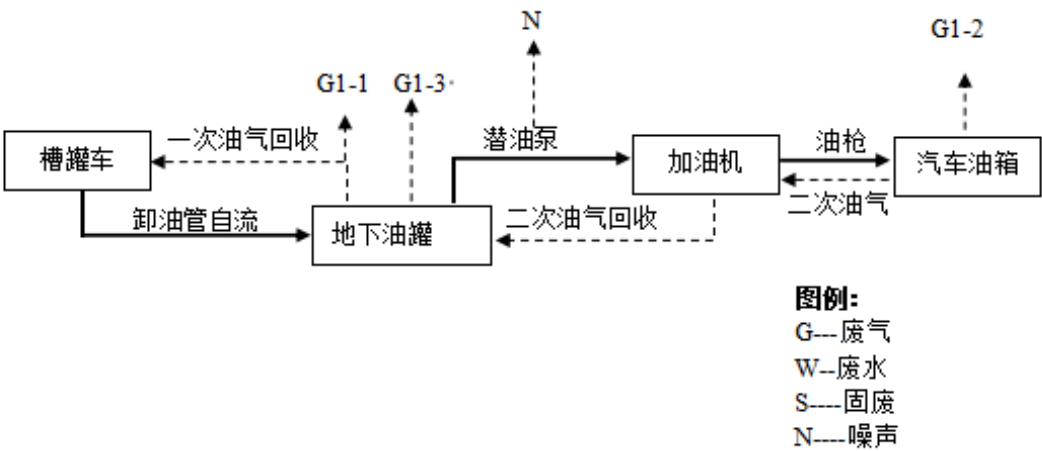 N
G1-2
G1-1
G1-3
一次油气回收
潜油泵
油枪
槽罐车
加油机
汽车油箱
二次油气
卸油管自流
地下油罐
二次油气回收
图例:
G---废气
W--废水
S----固废
N----噪声